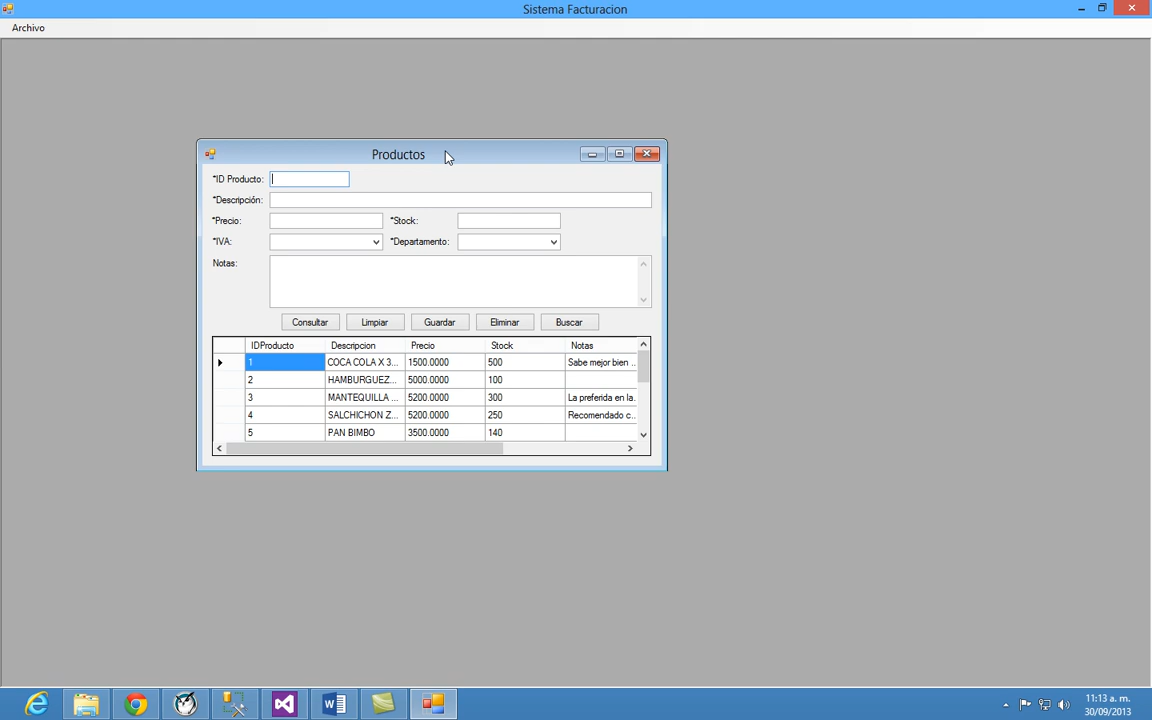 Sistema Facturacion
Archivo
Productos
*ID Producto:
*Descripción:
*Precio: *Stock:
*IVA: *Departamento:
Notas:
Consultar Limpiar Guardar Eliminar Buscar
IDProducto Descripcion Precio Stock Notas
1 COCA COLA X 3... 1500.0000 500 Sabe mejor bien ...
2 HAMBURGUEZ... 5000.0000 100
3 MANTEQUILLA ... 5200.0000 300 La preferida en la...
4 SALCHICHON Z... 5200.0000 250 Recomendado c...
5 PAN BIMBO 3500.0000 140
11:13 a. m.
30/09/2013